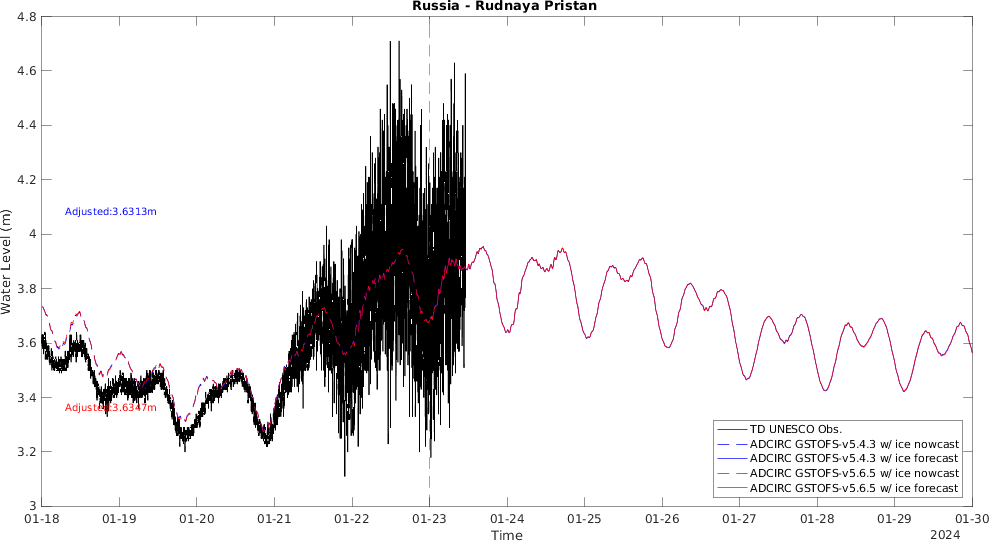 Russia - Rudnaya Pristan
4.8
4.6
4.4
4.2
4
3.8
3.6
3.4
3.2
3
Water Level (m)
Adjusted:3.6313m
Adjusted:3.6347m
TD UNESCO Obs.
ADCIRC GSTOFS-v5.4.3 w/ ice nowcast
ADCIRC GSTOFS-v5.4.3 w/ ice forecast
ADCIRC GSTOFS-v5.6.5 w/ ice nowcast
ADCIRC GSTOFS-v5.6.5 w/ ice forecast
01-18 01-19 01-20 01-21 01-22 01-23 01-24 01-25 01-26 01-27 01-28 01-29 01-30
Time
2024